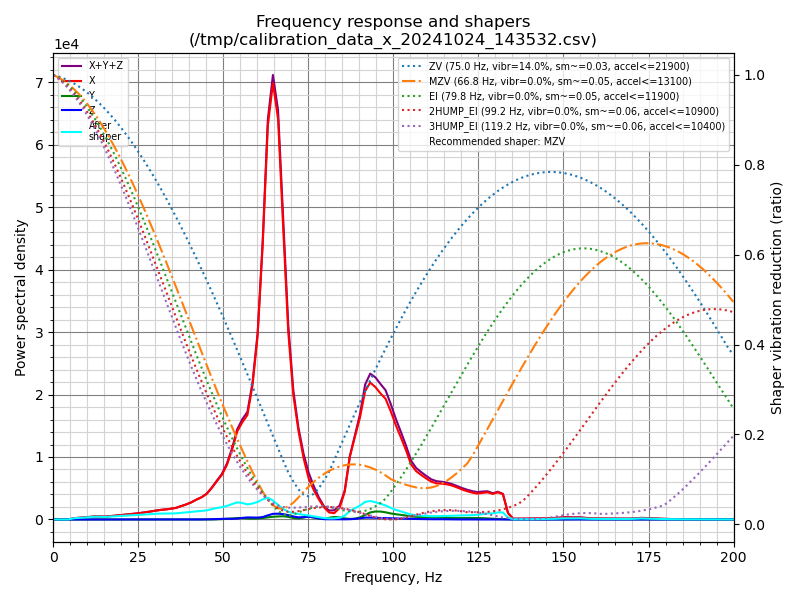 Frequency response and shapers
(/tmp/calibration_data_x_20241024_143532.csv)
1e4
X+Y+Z
X
Y
Z
After
shaper
ZV (75.0 Hz, vibr=14.0%, sm~=0.03, accel<=21900)
MZV (66.8 Hz, vibr=0.0%, sm~=0.05, accel<=13100)
EI (79.8 Hz, vibr=0.0%, sm~=0.05, accel<=11900)
2HUMP_EI (99.2 Hz, vibr=0.0%, sm~=0.06, accel<=10900)
3HUMP_EI (119.2 Hz, vibr=0.0%, sm~=0.06, accel<=10400)
Recommended shaper: MZV
7
6
5
4
3
2
1
0
Power spectral density
1.0
0.8
0.6
0.4
0.2
0.0
Shaper vibration reduction (ratio)
0 25 50 75 100 125 150 175 200
Frequency, Hz